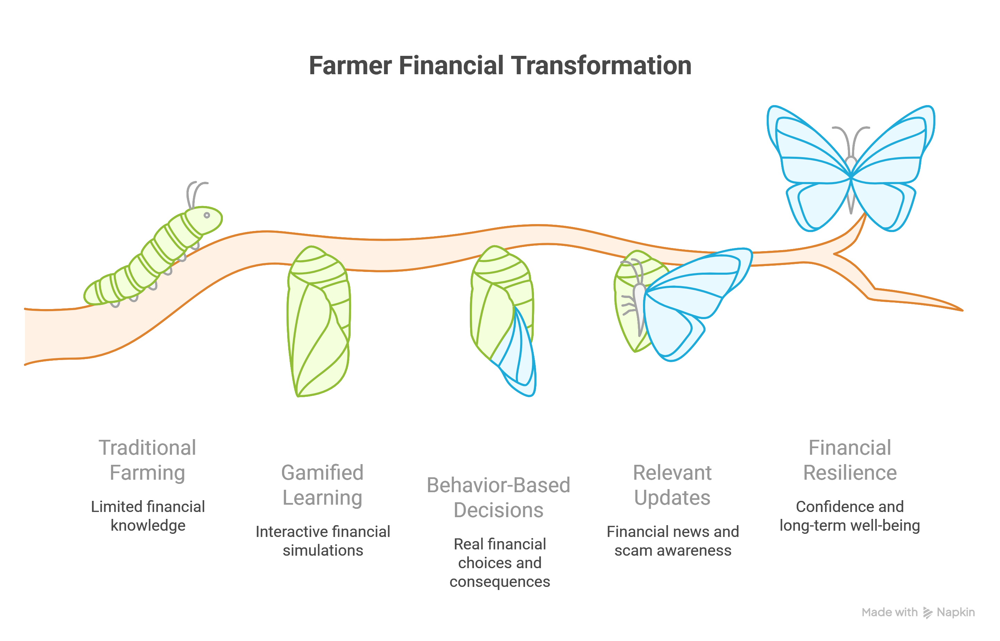 Farmer Financial Transformation
Traditional
Farming
Limited financial
knowledge
Gamified
Learning
Interactive financial
simulations
Behavior-Based
Decisions
Real financial
choices and
consequences
Relevant
Updates
Financial news and
scam awareness
Financial
Resilience
Confidence and
long-term well-being
Made with Napkin